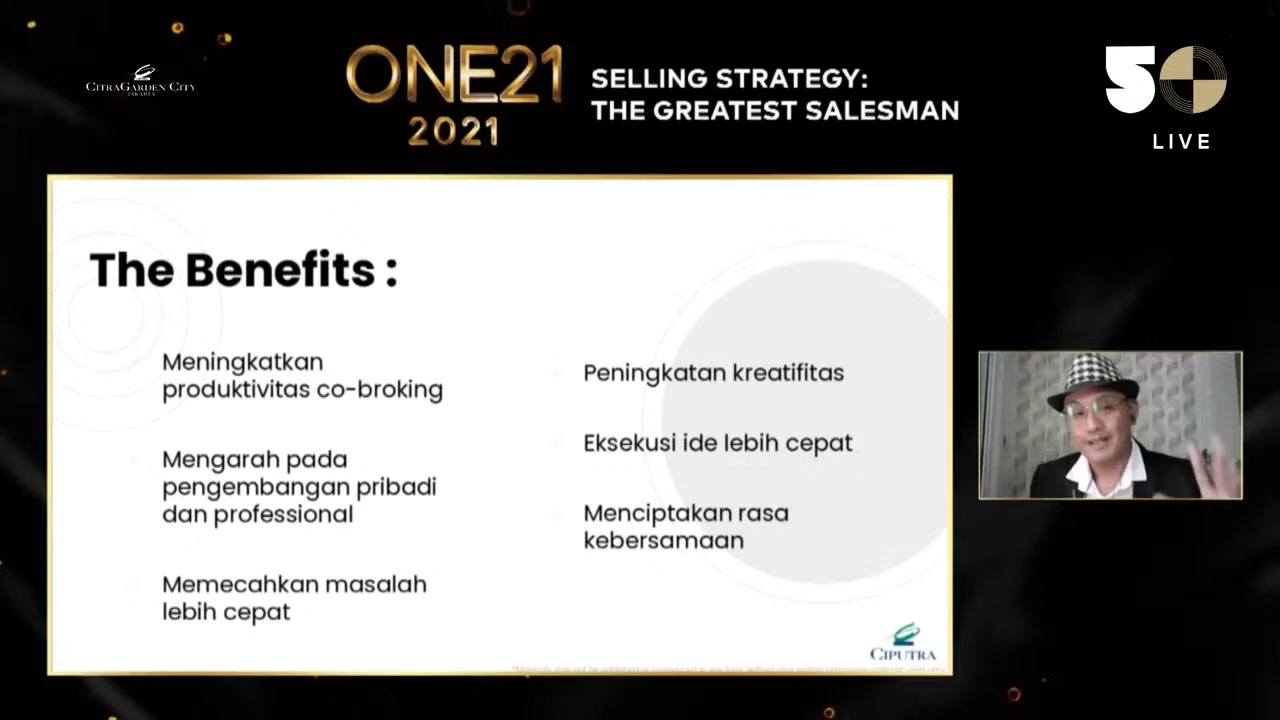 CITRAGARDEN CITY
JAKARTA
ONE21
2021
SELLING STRATEGY:
THE GREATEST SALESMAN
50
LIVE
The Benefits :
Meningkatkan
produktivitas co-broking
Mengarah pada
pengembangan pribadi
dan professional
Memecahkan masalah
lebih cepat
Peningkatan kreatifitas
Eksekusi ide lebih cepat
Menciptakan rasa
kebersamaan
CIPUTRA